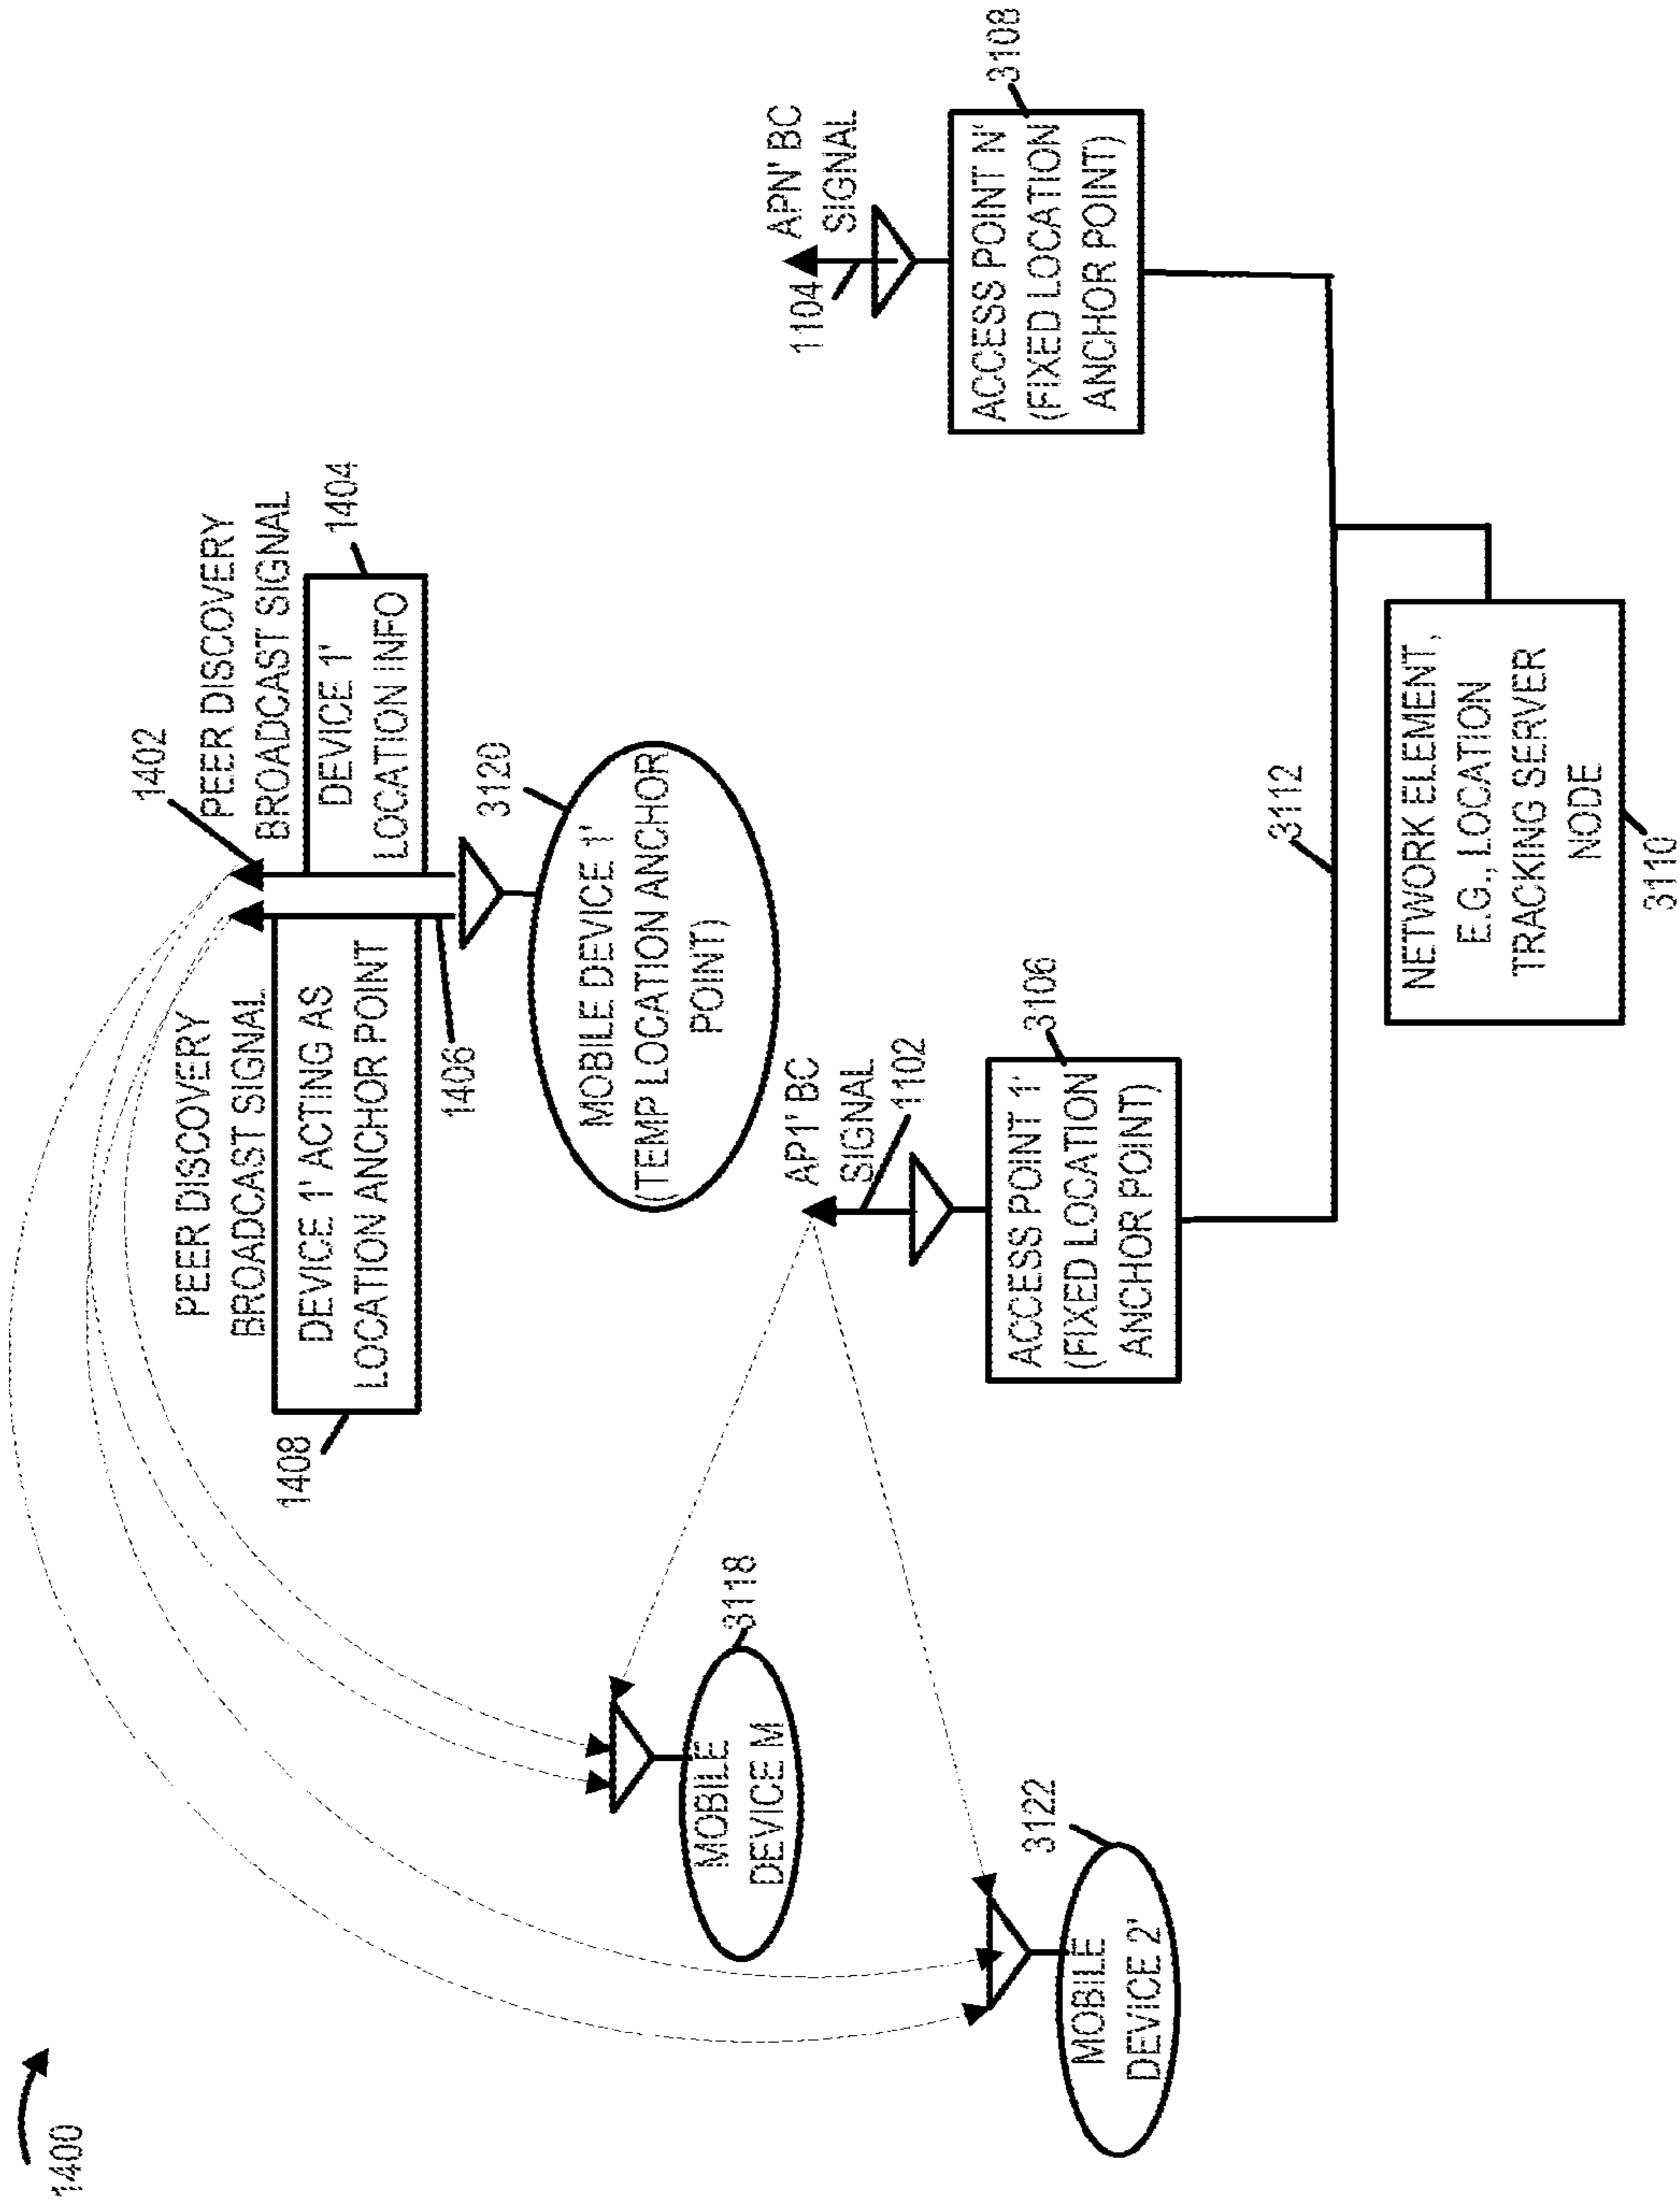 1400
1402
PEER DISCOVERY
BROADCAST SIGNAL
DEVICE 1'
LOCATION INFO
1404
PEER DISCOVERY
BROADCAST SIGNAL
DEVICE 1' ACTING AS
LOCATION ANCHOR POINT
1408
1406
3120
MOBILE DEVICE 1'
(TEMP LOCATION ANCHOR
POINT)
3118
MOBILE
DEVICE M
3122
MOBILE
DEVICE 2'
AP1' BC
SIGNAL
1102
3106
ACCESS POINT 1'
(FIXED LOCATION
ANCHOR POINT)
APN' BC
SIGNAL
1104
3108
ACCESS POINT N'
(FIXED LOCATION
ANCHOR POINT)
3112
NETWORK ELEMENT,
E.G., LOCATION
TRACKING SERVER
NODE
3110